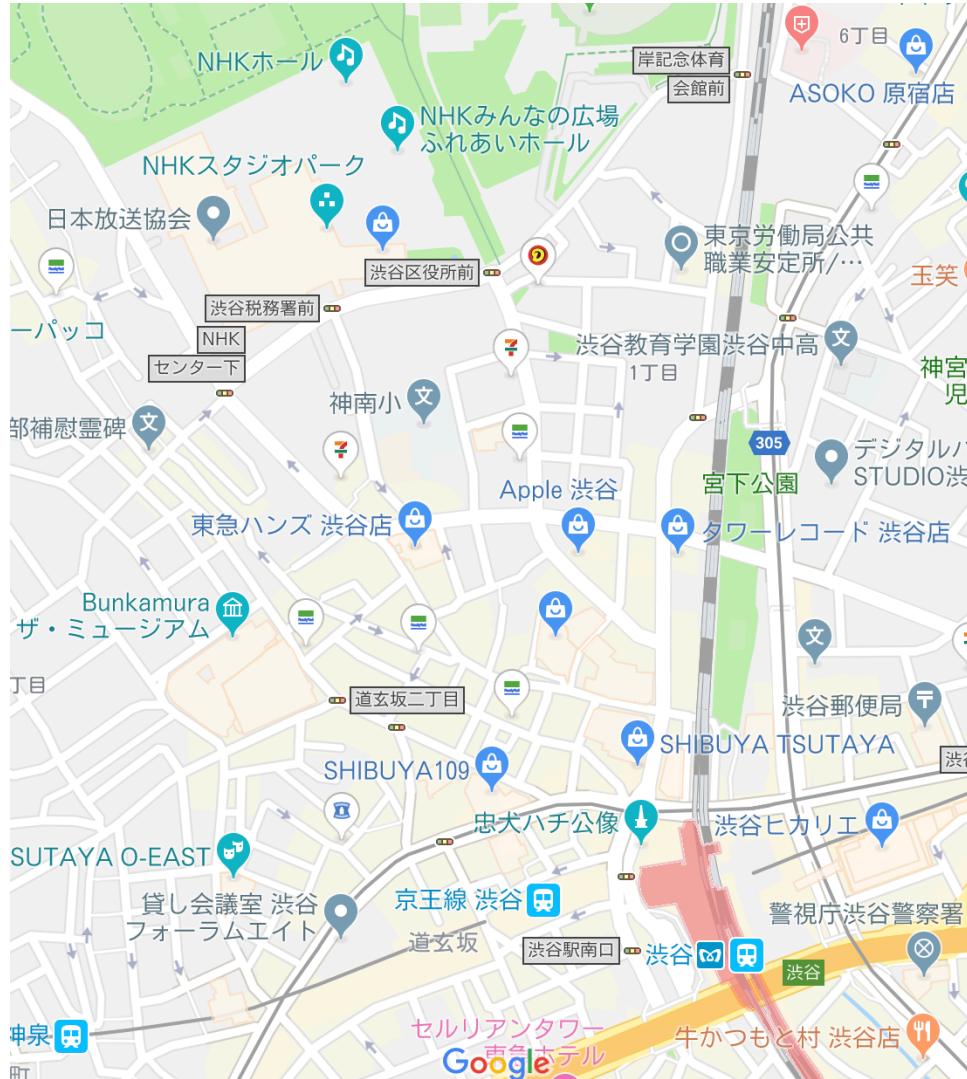 6丁目
NHKホール
岸記念体育
会館前
ASOKO 原宿店
NHKみんなの広場
ふれあいホール
NHKスタジオパーク
日本放送協会
東京労働局公共
職業安定所/…
渋谷区役所前
玉笑
渋谷税務署前
ーパッコ
NHK
センター下
渋谷教育学園渋谷中高
1丁目
神宮
児
神南小
部補慰霊碑
305
デジタルハ
STUDIO渋
宮下公園
Apple 渋谷
東急ハンズ 渋谷店
タワーレコード 渋谷店
Bunkamura
ザ・ミュージアム
丁目
道玄坂二丁目
渋谷郵便局
SHIBUYA TSUTAYA
渋
SHIBUYA109
忠犬ハチ公像
渋谷ヒカリエ
SUTAYA O-EAST
京王線 渋谷
貸し会議室 渋谷
フォーラムエイト
警視庁渋谷警察署
道玄坂
渋谷駅南口
渋谷
渋谷
神泉
セルリアンタワー
東急ホテル
牛かつもと村 渋谷店
Google
町